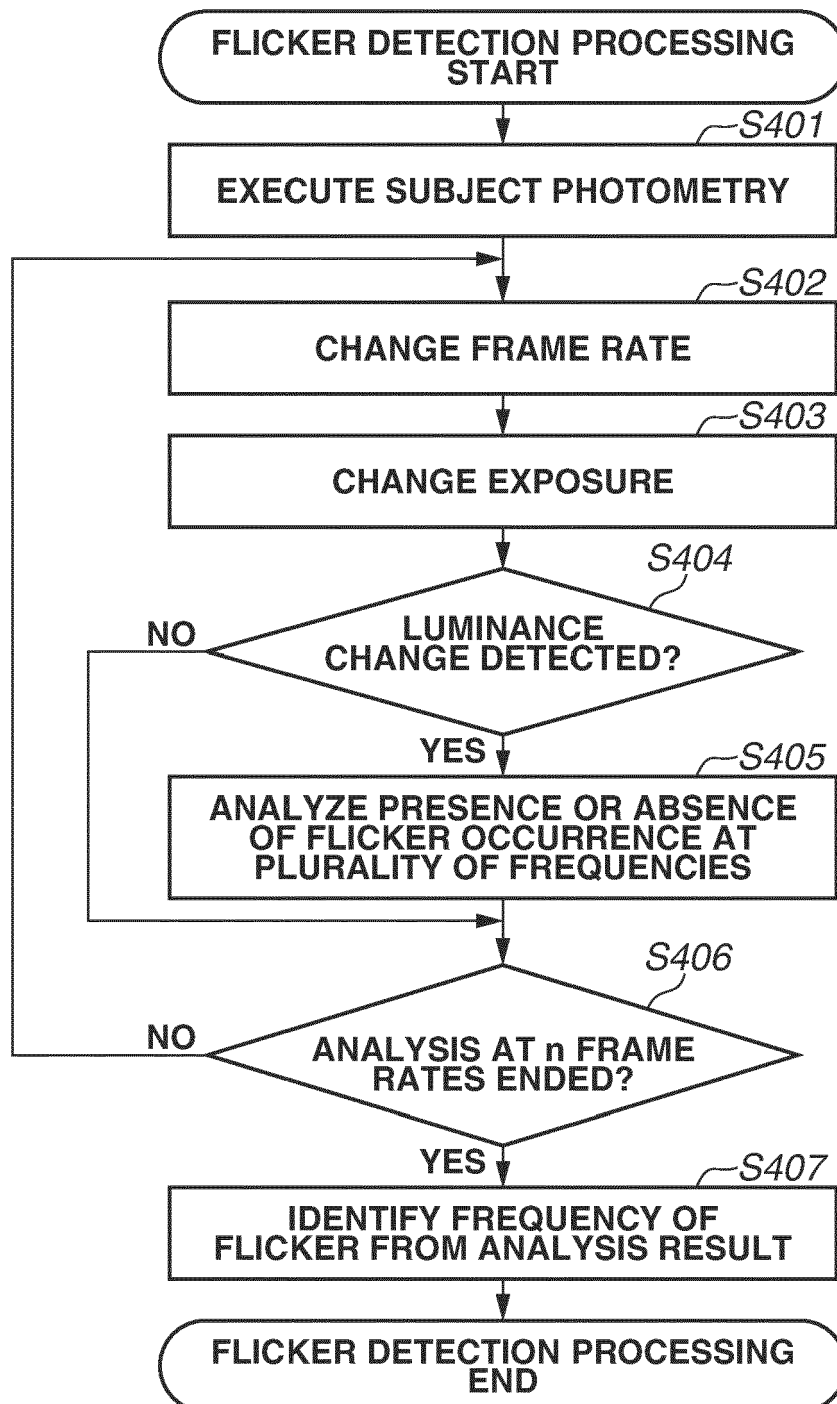 FLICKER DETECTION PROCESSING
START
S401
EXECUTE SUBJECT PHOTOMETRY
S402
CHANGE FRAME RATE
S403
CHANGE EXPOSURE
S404
NO
LUMINANCE
CHANGE DETECTED?
YES
S405
ANALYZE PRESENCE OR ABSENCE
OF FLICKER OCCURRENCE AT
PLURALITY OF FREQUENCIES
S406
NO
ANALYSIS AT n FRAME
RATES ENDED?
YES
S407
IDENTIFY FREQUENCY OF
FLICKER FROM ANALYSIS RESULT
FLICKER DETECTION PROCESSING
END